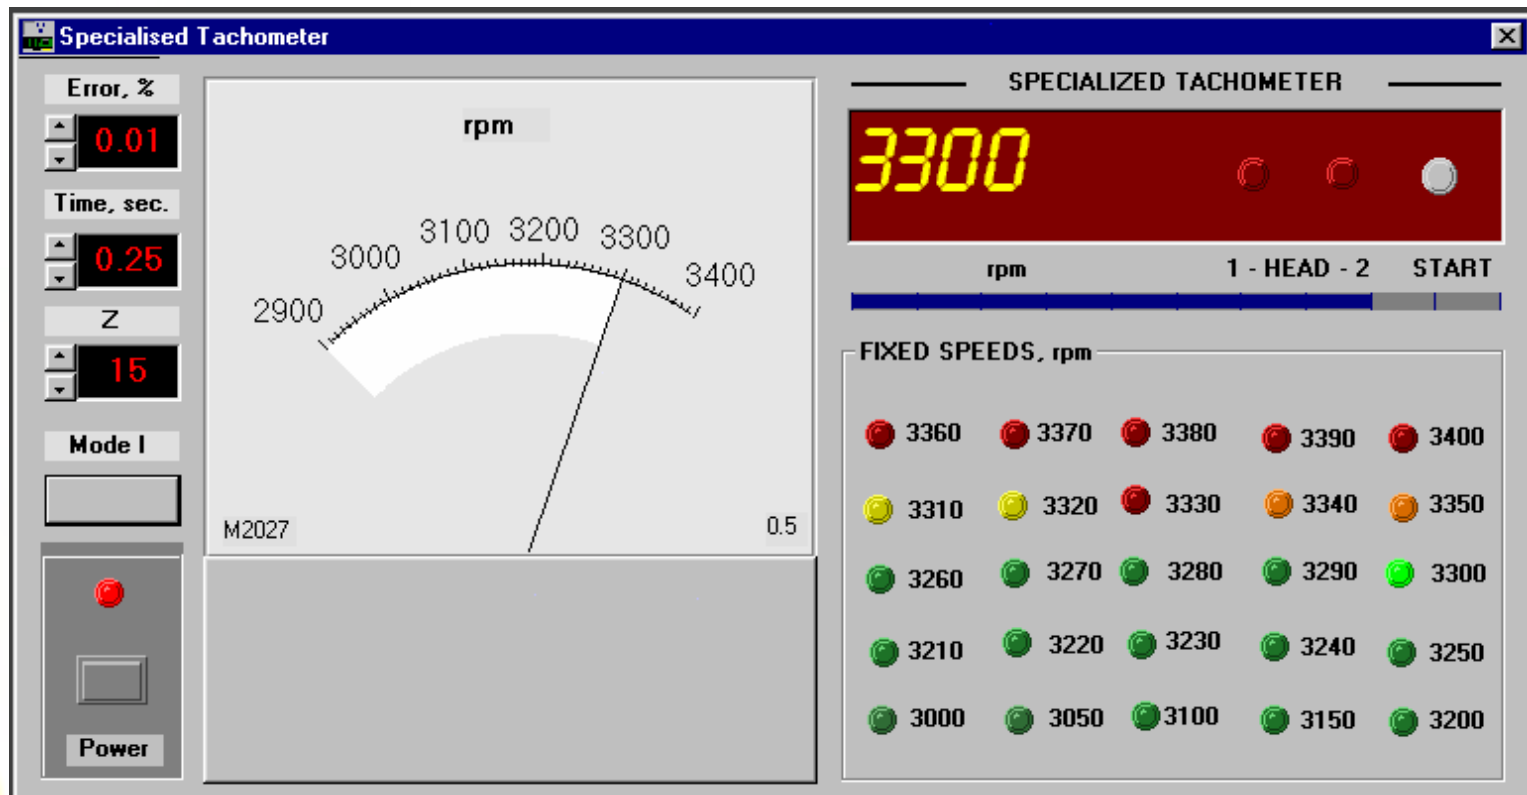 Specialised Tachometer
Error, %
0.01
Time, sec.
0.25
Z
15
Mode I
Power
rpm
2900 3000 3100 3200 3300 3400
M2027 0.5
SPECIALIZED TACHOMETER
3300
rpm 1 - HEAD - 2 START
FIXED SPEEDS, rpm
3360 3370 3380 3390 3400
3310 3320 3330 3340 3350
3260 3270 3280 3290 3300
3210 3220 3230 3240 3250
3000 3050 3100 3150 3200